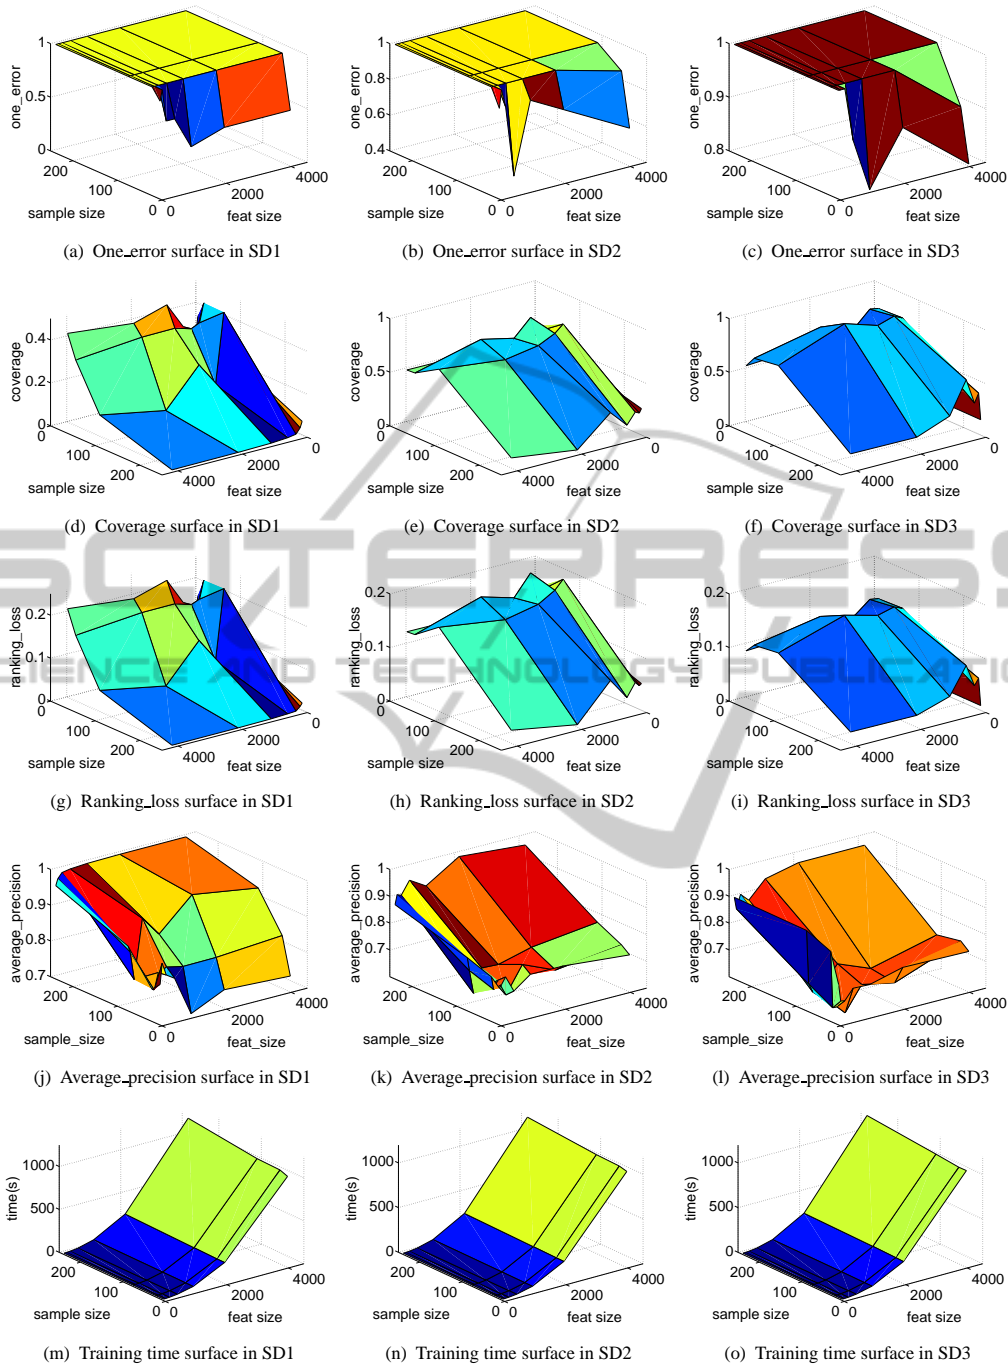 1
0.5
0
one_error
200
100
0
sample size
0
2000
4000
feat size
(a) One_error surface in SD1
1
0.8
0.6
0.4
one_error
200
100
0
sample size
0
2000
4000
feat size
(b) One_error surface in SD2
1
0.9
0.8
one_error
200
100
0
sample size
0
2000
4000
feat size
(c) One_error surface in SD3
0.4
0.2
0
coverage
0
100
200
sample size
4000
2000
0
feat size
(d) Coverage surface in SD1
1
0.5
0
coverage
0
100
200
sample size
4000
2000
0
feat size
(e) Coverage surface in SD2
1
0.5
0
coverage
0
100
200
sample size
4000
2000
0
feat size
(f) Coverage surface in SD3
SCITEPRESS
SCIENCE AND TECHNOLOGY PUBLICATIO
0.2
0.1
0
ranking_loss
0
100
200
sample size
4000
2000
0
feat size
(g) Ranking_loss surface in SD1
0.2
0.1
0
ranking_loss
0
100
200
sample size
4000
2000
0
feat size
(h) Ranking_loss surface in SD2
0.2
0.1
0
ranking_loss
0
100
200
sample size
4000
2000
0
feat size
(i) Ranking_loss surface in SD3
1
0.9
0.8
0.7
average_precision
200
100
0
sample_size
0
2000
4000
feat_size
(j) Average_precision surface in SD1
1
0.9
0.8
0.7
average_precision
200
100
0
sample_size
0
2000
4000
feat_size
(k) Average_precision surface in SD2
1
0.9
0.8
0.7
average_precision
200
100
0
sample_size
0
2000
4000
feat_size
(l) Average_precision surface in SD3
1000
500
0
time(s)
200
100
0
sample size
0
2000
4000
feat size
(m) Training time surface in SD1
1000
500
0
time(s)
200
100
0
sample size
0
2000
4000
feat size
(n) Training time surface in SD2
1000
500
0
time(s)
200
100
0
sample size
0
2000
4000
feat size
(o) Training time surface in SD3